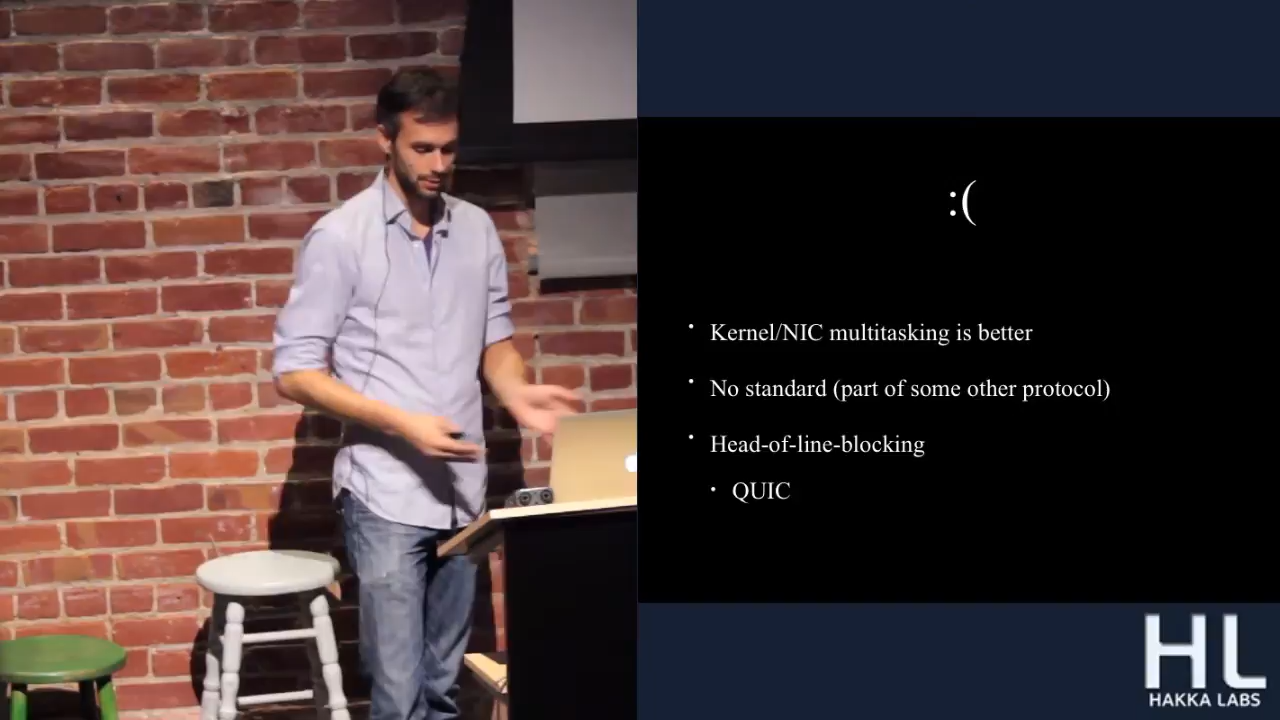 :(
Kernel/NIC multitasking is better
No standard (part of some other protocol)
Head-of-line-blocking
QUIC
HL
HAKKA LABS